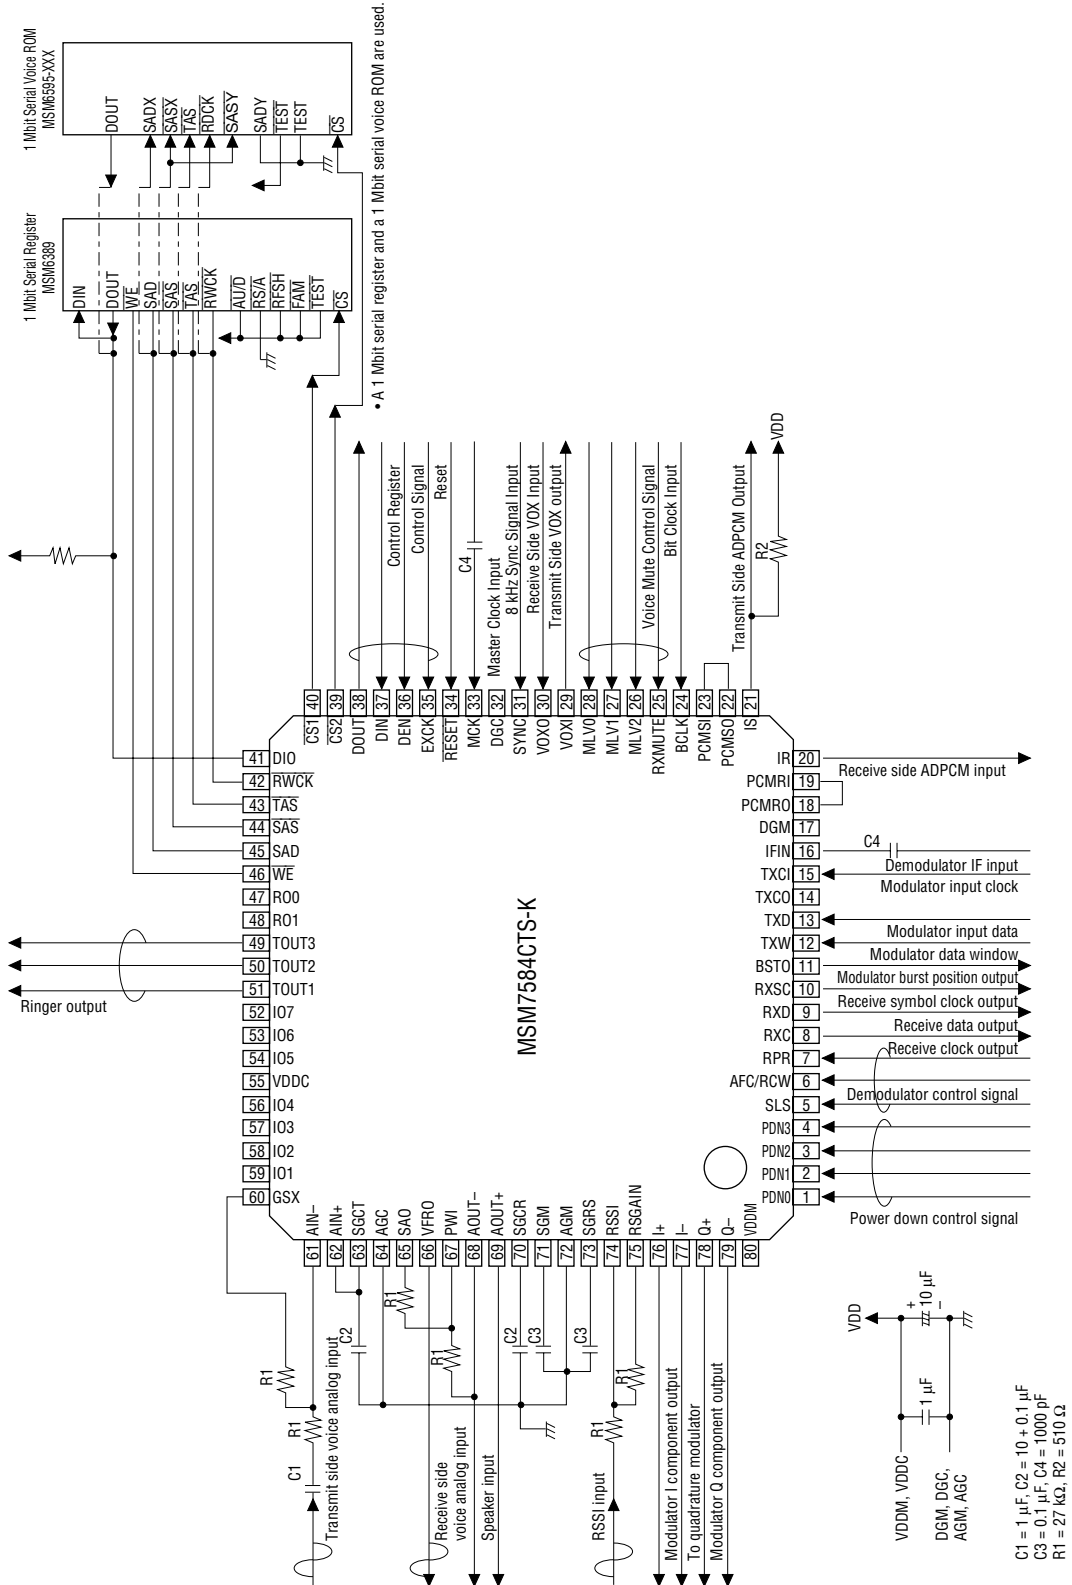 1 Mbit Serial Voice ROM
MSM6595-XXX
DOUT
SADX
SASX
TAS
RDCK
SASY
SADY
TEST
TEST
CS
1 Mbit Serial Register
MSM6389
DIN
DOUT
WE
SAD
SAS
TAS
RWCK
AU/D
RS/A
RFSH
FAM
TEST
CS
• A 1 Mbit serial register and a 1 Mbit serial voice ROM are used.
Control Register
Control Signal
Reset
C4
Master Clock Input
8 kHz Sync Signal Input
Receive Side VOX Input
Transmit Side VOX output
Voice Mute Control Signal
Bit Clock Input
Transmit Side ADPCM Output
R2
VDD
40 CS1
39 CS2
38 DOUT
37 DIN
36 DEN
35 EXCK
34 RESET
33 MCK
32 DGC
31 SYNC
30 VOXO
29 VOXI
28 MLV0
27 MLV1
26 MLV2
25 RXMUTE
24 BCLK
23 PCMSI
22 PCMSO
21 IS
41 DIO
42 RWCK
43 TAS
44 SAS
45 SAD
46 WE
47 RO0
48 RO1
49 TOUT3
50 TOUT2
51 TOUT1
Ringer output
52 IO7
53 IO6
54 IO5
55 VDDC
56 IO4
57 IO3
58 IO2
59 IO1
60 GSX
MSM7584CTS-K
IR 20
Receive side ADPCM input
PCMRI 19
PCMRO 18
DGM 17
IFIN 16
C4
Demodulator IF input
TXCI 15
Modulator input clock
TXCO 14
TXD 13
Modulator input data
TXW 12
Modulator data window
BSTO 11
Modulator burst position output
RXSC 10
Receive symbol clock output
RXD 9
Receive data output
RXC 8
Receive clock output
RPR 7
AFC/RCW 6
Demodulator control signal
SLS 5
PDN3 4
PDN2 3
PDN1 2
PDN0 1
Power down control signal
61 AIN−
62 AIN+
63 SGCT
64 AGC
65 SAO
66 VFRO
67 PWI
68 AOUT−
69 AOUT+
70 SGCR
71 SGM
72 AGM
73 SGRS
74 RSSI
75 RSGAIN
76 I+
77 I−
78 Q+
79 Q−
80 VDDM
R1
R1
C1
C2
R1
R1
C2
C3
C3
R1
R1
Transmit side voice analog input
Receive side
voice analog input
Speaker input
RSSI input
Modulator I component output
To quadrature modulator
Modulator Q component output
VDD
+
10 µF
−
1 µF
VDDM, VDDC
DGM, DGC,
AGM, AGC
C1 = 1 µF, C2 = 10 + 0.1 µF
C3 = 0.1 µF, C4 = 1000 pF
R1 = 27 kΩ, R2 = 510 Ω